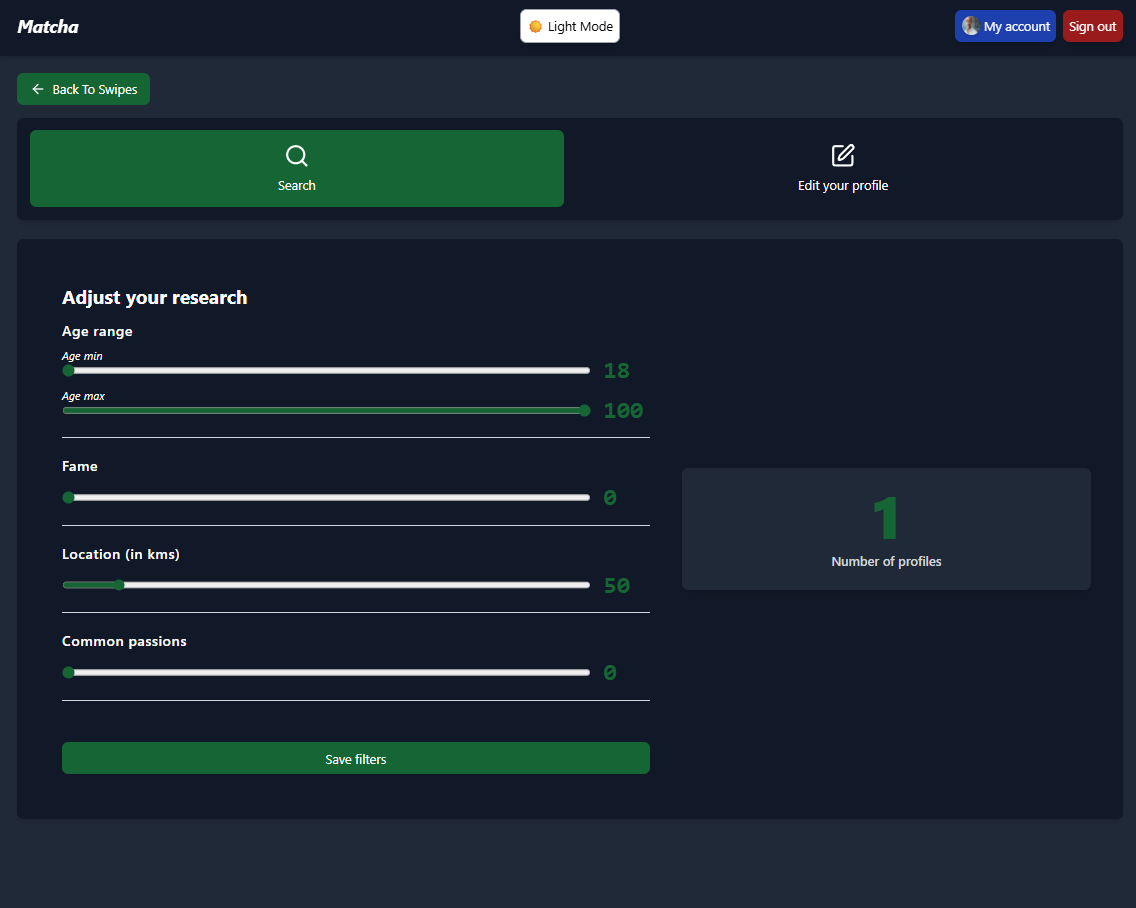 Matcha
Light Mode
My account
Sign out
Back To Swipes
Search
Edit your profile
Adjust your research
Age range
Age min
18
Age max
100
Fame
0
Location (in kms)
50
Common passions
0
Save filters
1
Number of profiles